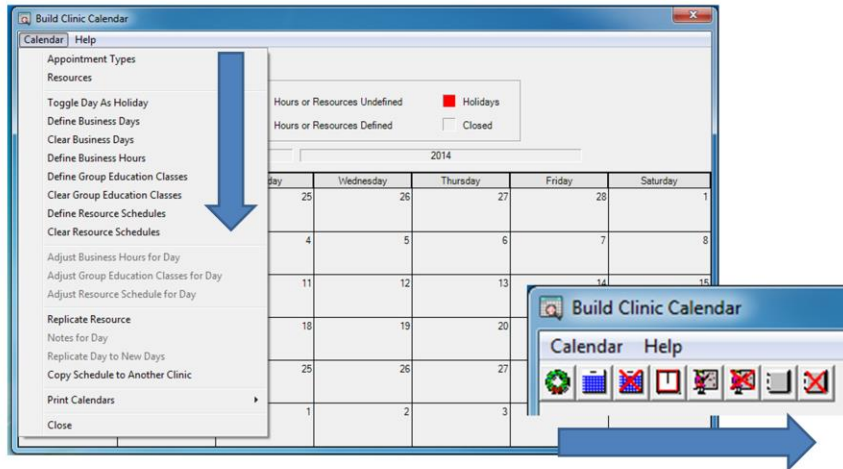 Build Clinic Calendar
Calendar Help
Appointment Types
Resources
Toggle Day As Holiday
Define Business Days
Clear Business Days
Define Business Hours
Define Group Education Classes
Clear Group Education Classes
Define Resource Schedules
Clear Resource Schedules
Adjust Business Hours for Day
Adjust Group Education Classes for Day
Adjust Resource Schedule for Day
Replicate Resource
Notes for Day
Replicate Day to New Days
Copy Schedule to Another Clinic
Print Calendars
Close
Hours or Resources Undefined Holidays
Hours or Resources Defined Closed
2014
day Wednesday Thursday Friday Saturday
25 26 27 28 1
4 5 6 7 8
11 12 13 14 15
18 19 20
25 26 27
1 2 3
Build Clinic Calendar
Calendar Help